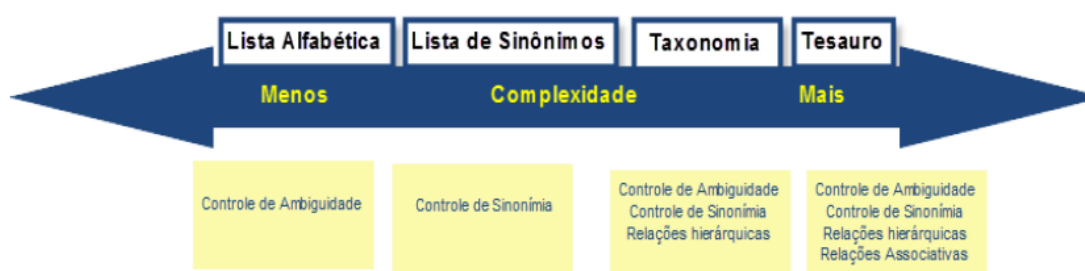 Lista Alfabética
Lista de Sinônimos
Taxonomia
Tesauro
Menos
Complexidade
Mais
Controle de Ambiguidade
Controle de Sinonímia
Controle de Ambiguidade
Controle de Sinonímia
Relações hierárquicas
Controle de Ambiguidade
Controle de Sinonímia
Relações hierárquicas
Relações Associativas